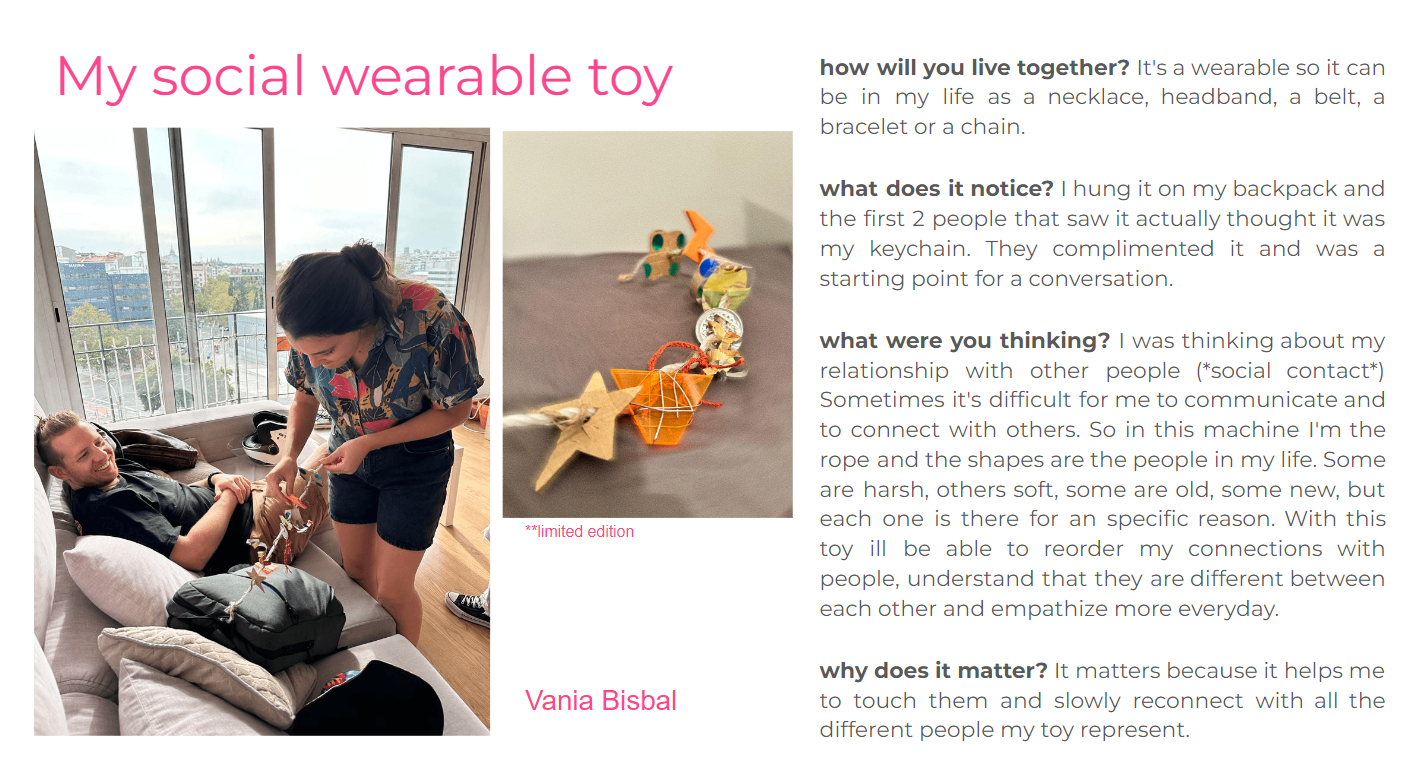 My social wearable toy
**limited edition
Vania Bisbal
how will you live together? It's a wearable so it can
be in my life as a necklace, headband, a belt, a
bracelet or a chain.
what does it notice? I hung it on my backpack and
the first 2 people that saw it actually thought it was
my keychain. They complimented it and was a
starting point for a conversation.
what were you thinking? I was thinking about my
relationship with other people (*social contact*)
Sometimes it's difficult for me to communicate and
to connect with others. So in this machine I'm the
rope and the shapes are the people in my life. Some
are harsh, others soft, some are old, some new, but
each one is there for an specific reason. With this
toy ill be able to reorder my connections with
people, understand that they are different between
each other and empathize more everyday.
why does it matter? It matters because it helps me
to touch them and slowly reconnect with all the
different people my toy represent.